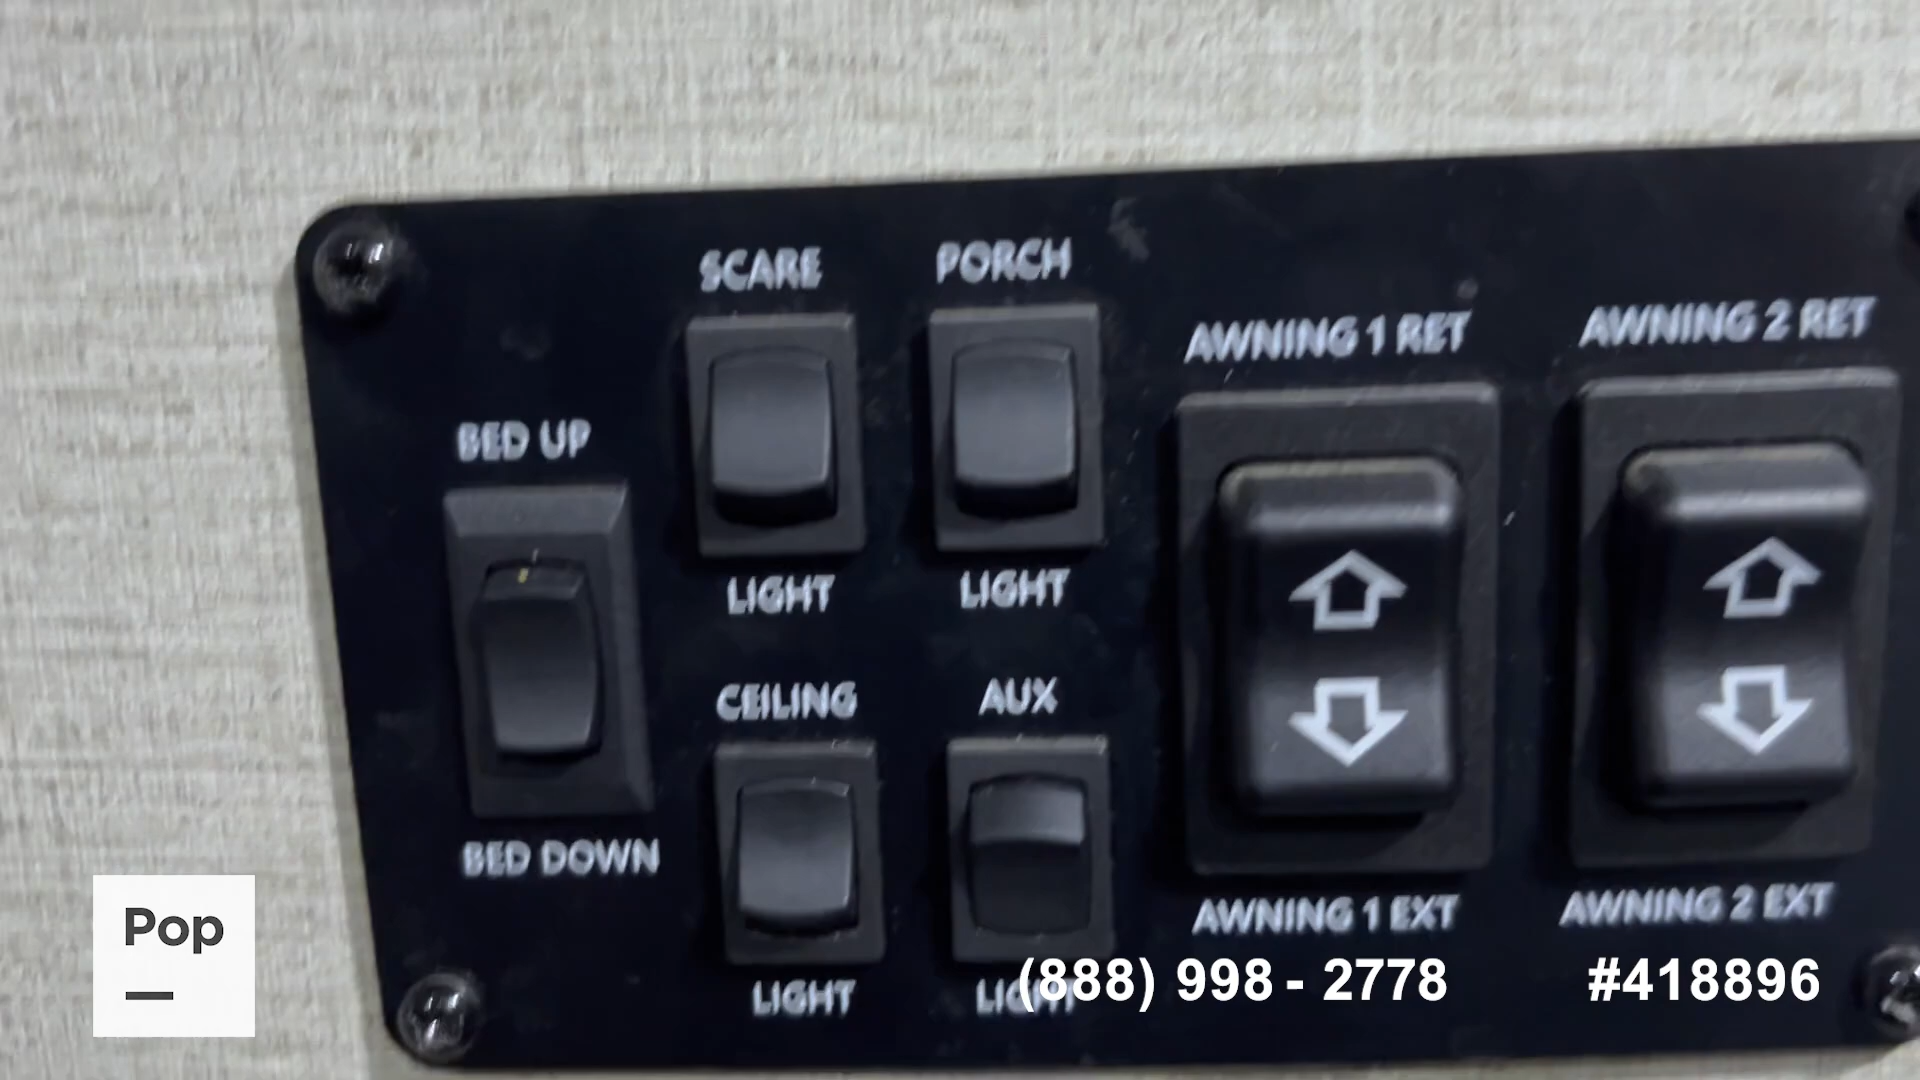 SCARE
LIGHT
PORCH
LIGHT
BED UP
BED DOWN
CEILING
LIGHT
AUX
LIGHT
AWNING 1 RET
AWNING 1 EXT
AWNING 2 RET
AWNING 2 EXT
Pop
(888) 998 - 2778
#418896